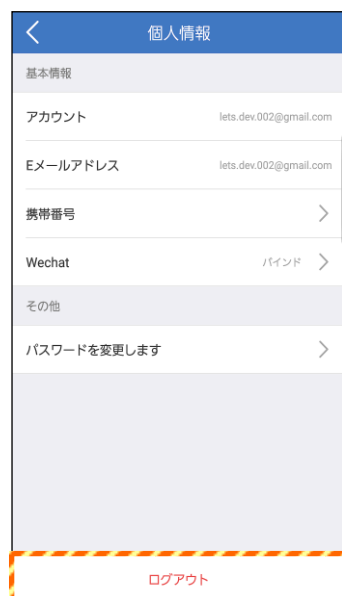 個人情報
基本情報
アカウント lets.dev.002@gmail.com
Eメールアドレス lets.dev.002@gmail.com
携帯番号
Wechat バインド
その他
パスワードを変更します
ログアウト